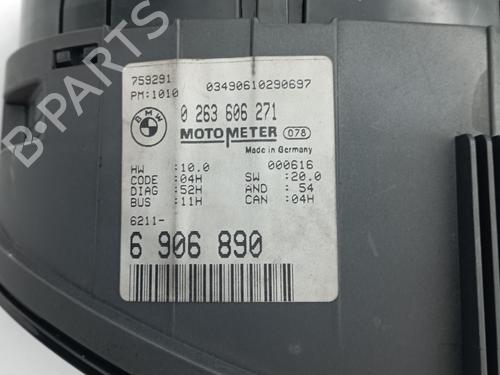 B-PARTS
759291
PM:1010 03490610290697
BMW
0 263 606 271
MOTOMETER 078
Made in Germany
HW :10.0 000616
CODE :04H SW :20.0
DIAG :52H AND : 54
BUS :11H CAN :04H
6211-
6 906 890